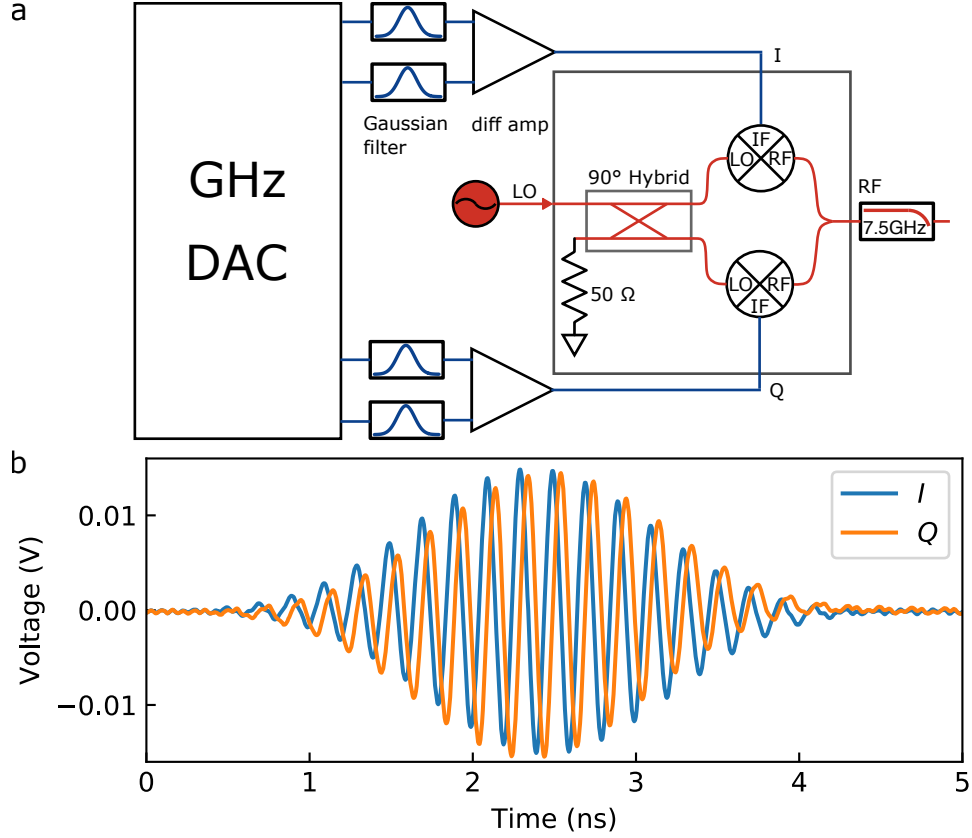 a
GHz
DAC
Gaussian
filter
diff amp
I
LO
90° Hybrid
IF
LO
RF
RF
7.5GHz
LO
RF
IF
50 Ω
Q
b
0.01
0.00
−0.01
Voltage (V)
I
Q
0
1
2
3
4
5
Time (ns)